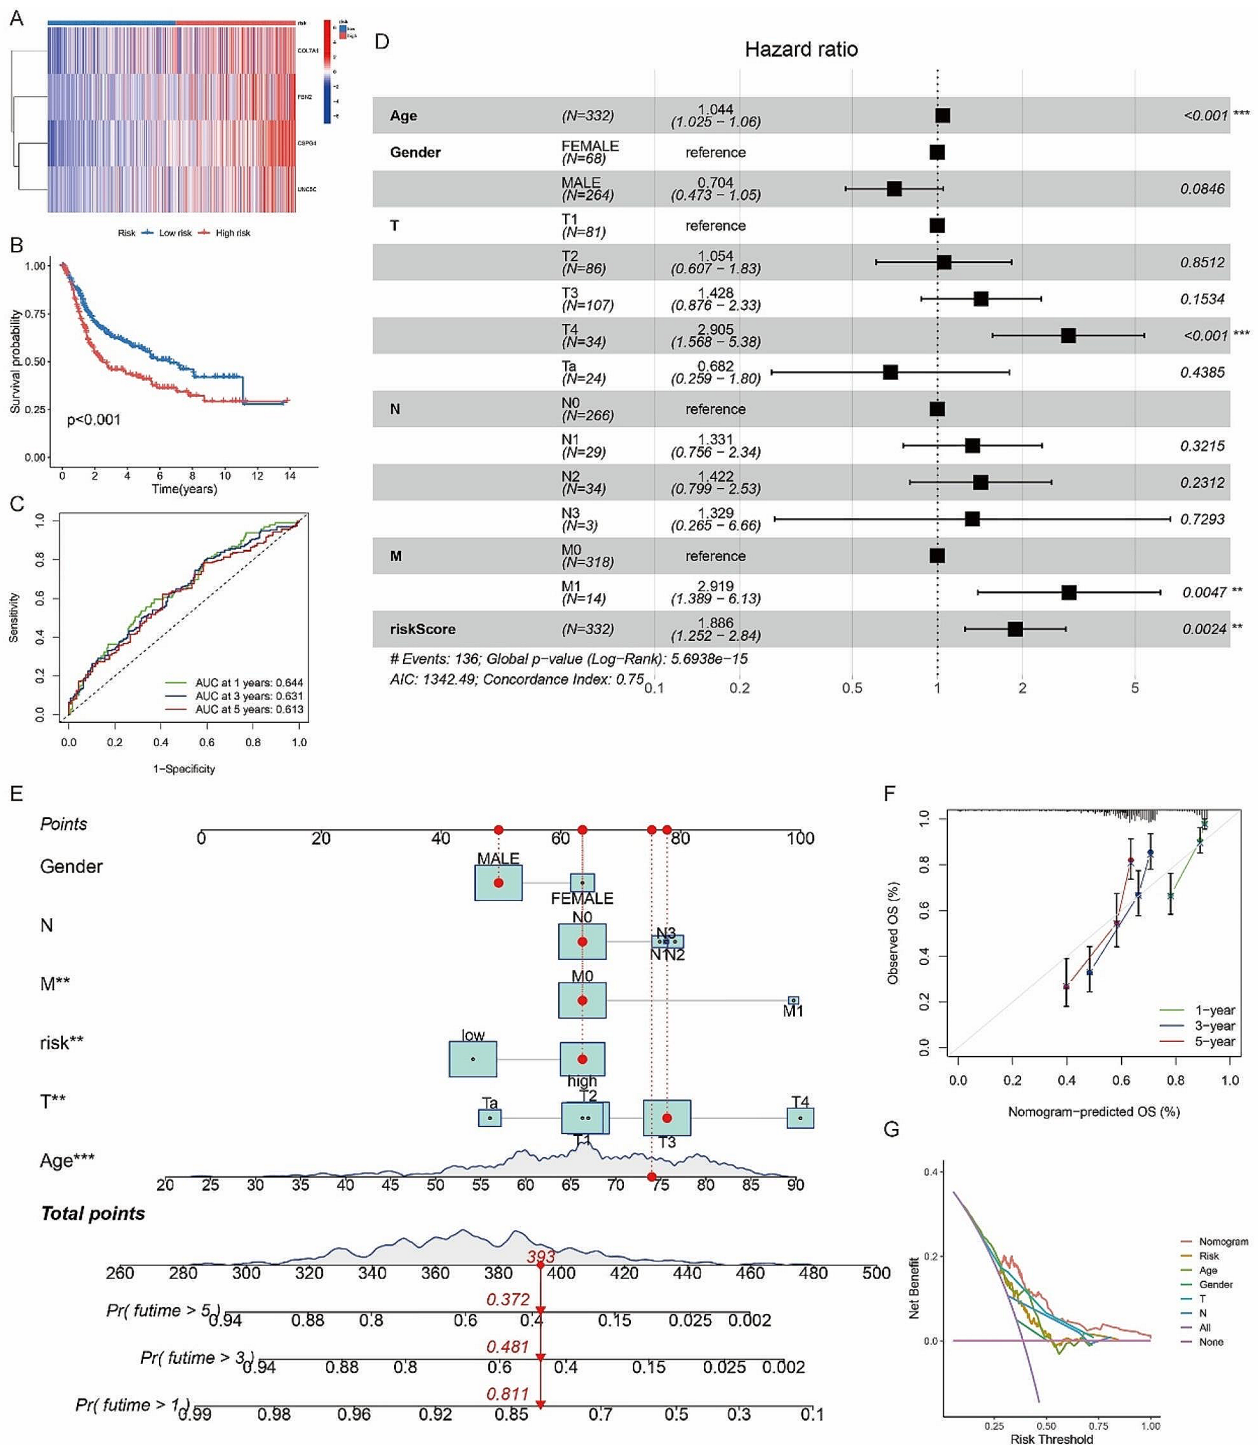 A
risk
risk
low
high
6
4
2
0
−2
−4
−6
COL7A1
FBN2
CSPG4
UNC5C
B
Risk Low risk High risk
1.00
0.75
0.50
0.25
0.00
Survival probability
p<0.001
0 2 4 6 8 10 12 14
Time(years)
C
1.0
0.8
0.6
0.4
0.2
0.0
Sensitivity
AUC at 1 years: 0.644
AUC at 3 years: 0.631
AUC at 5 years: 0.613
0.0 0.2 0.4 0.6 0.8 1.0
1−Specificity
D
Hazard ratio
Age (N=332) 1.044 (1.025 − 1.06) <0.001 ***
Gender FEMALE (N=68) reference
MALE (N=264) 0.704 (0.473 − 1.05) 0.0846
T T1 (N=81) reference
T2 (N=86) 1.054 (0.607 − 1.83) 0.8512
T3 (N=107) 1.428 (0.876 − 2.33) 0.1534
T4 (N=34) 2.905 (1.568 − 5.38) <0.001 ***
Ta (N=24) 0.682 (0.259 − 1.80) 0.4385
N N0 (N=266) reference
N1 (N=29) 1.331 (0.756 − 2.34) 0.3215
N2 (N=34) 1.422 (0.799 − 2.53) 0.2312
N3 (N=3) 1.329 (0.265 − 6.66) 0.7293
M M0 (N=318) reference
M1 (N=14) 2.919 (1.389 − 6.13) 0.0047 **
riskScore (N=332) 1.886 (1.252 − 2.84) 0.0024 **
# Events: 136; Global p−value (Log−Rank): 5.6938e−15
AIC: 1342.49; Concordance Index: 0.75
0.1 0.2 0.5 1 2 5
E
Points 0 20 40 60 80 100
Gender MALE FEMALE
N N0 N3 N N2
M** M0 M1
risk** low high
T** Ta T2 T1 T3 T4
Age***
20 25 30 35 40 45 50 55 60 65 70 75 80 85 90
Total points
393
260 280 300 320 340 360 380 400 420 440 460 480 500
0.372
Pr( futime > 5 ) 0.94 0.88 0.8 0.6 0.4 0.15 0.025 0.002
0.481
Pr( futime > 3 ) 0.94 0.88 0.8 0.6 0.4 0.15 0.025 0.002
0.811
Pr( futime > 1 ) 0.99 0.98 0.96 0.92 0.85 0.7 0.5 0.3 0.1
F
1.0
0.8
0.6
0.4
0.2
0.0
Observed OS (%)
1−year
3−year
5−year
0.0 0.2 0.4 0.6 0.8 1.0
Nomogram−predicted OS (%)
G
0.4
0.2
0.0
Net Benefit
Nomogram
Risk
Age
Gender
T
N
All
None
0.25 0.50 0.75 1.00
Risk Threshold